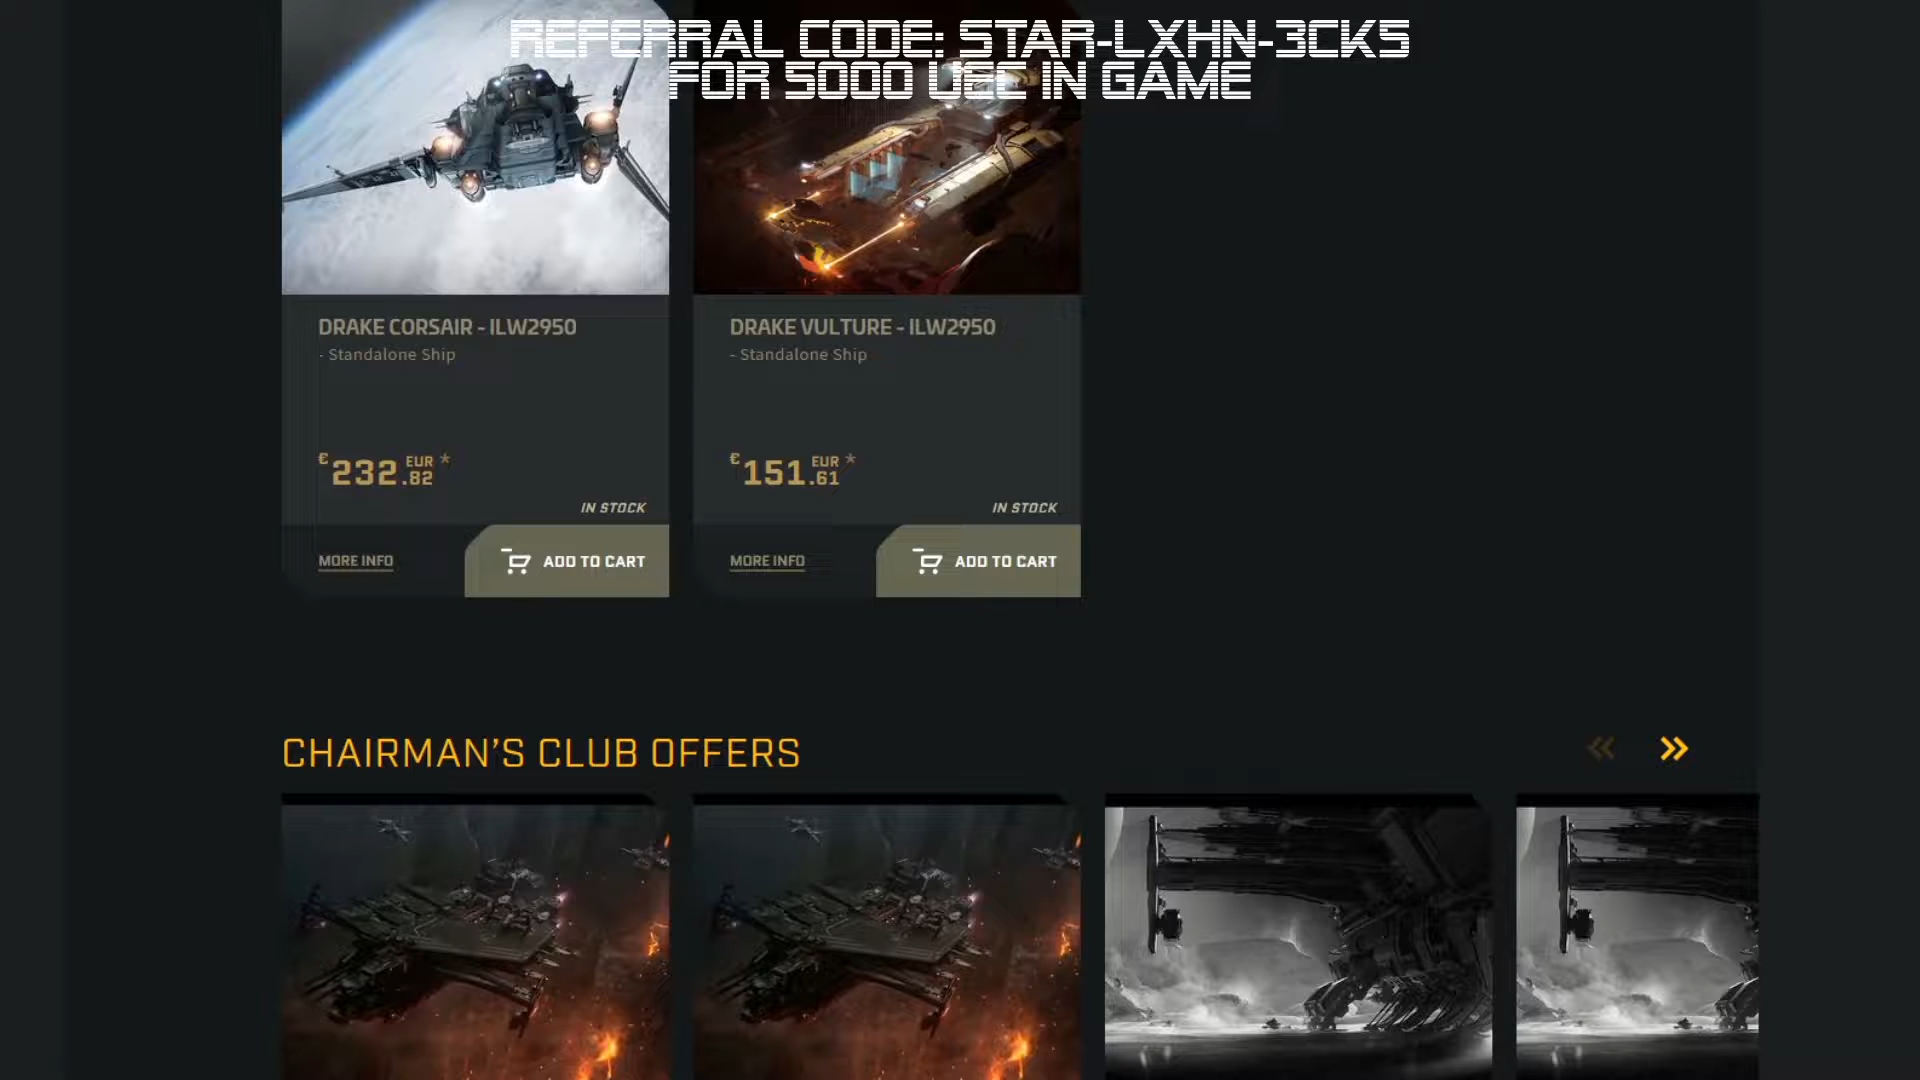 REFERRAL CODE: STAR-LXHN-3CK5
FOR 5000 UEC IN GAME
DRAKE CORSAIR - ILW2950
- Standalone Ship
€232.82 EUR *
IN STOCK
MORE INFO
ADD TO CART
DRAKE VULTURE - ILW2950
- Standalone Ship
€151.61 EUR *
IN STOCK
MORE INFO
ADD TO CART
CHAIRMAN’S CLUB OFFERS